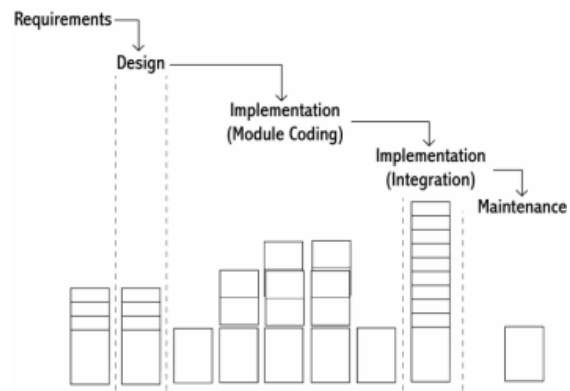 Requirements
Design
Implementation
(Module Coding)
Implementation
(Integration)
Maintenance